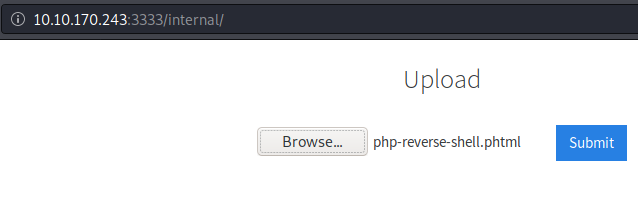 10.10.170.243:3333/internal/
Upload
Browse... php-reverse-shell.phtml Submit